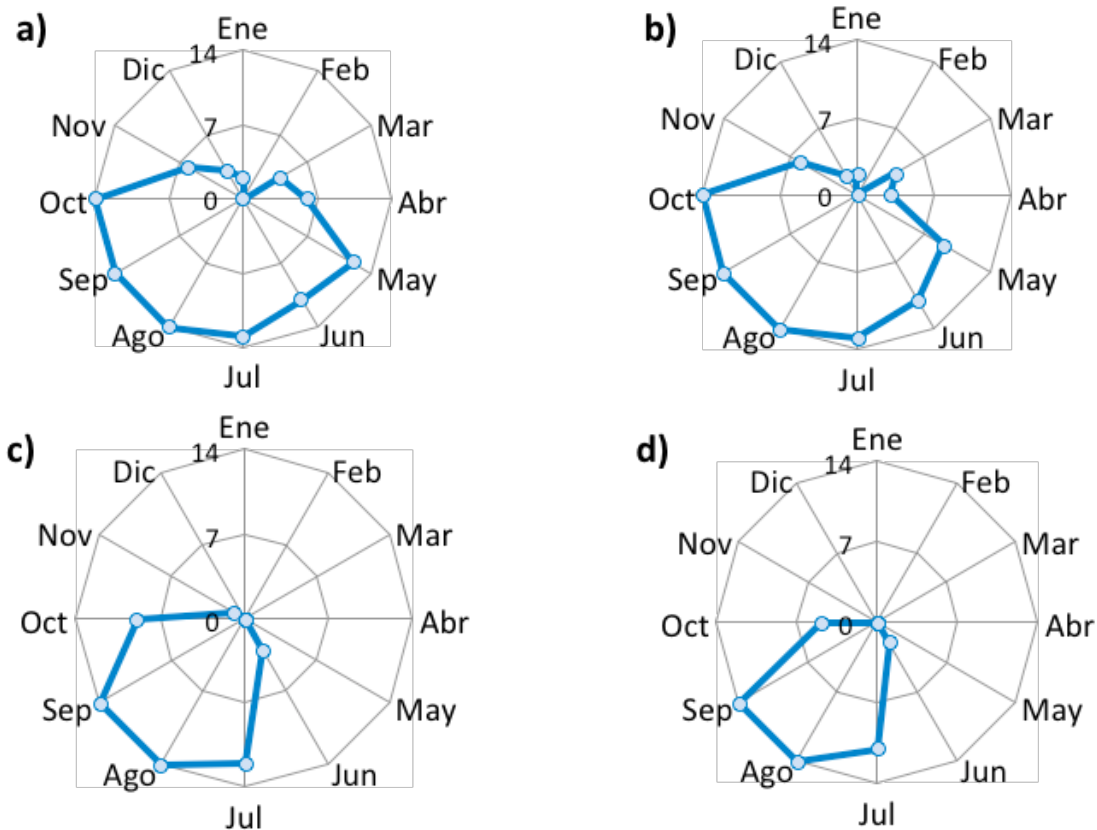 a)
Ene
14
Dic
Feb
Nov
7
Mar
Oct
0
Abr
Sep
May
Ago
Jun
Jul
b)
Ene
14
Dic
Feb
Nov
7
Mar
Oct
0
Abr
Sep
May
Ago
Jun
Jul
c)
Ene
14
Dic
Feb
Nov
7
Mar
Oct
0
Abr
Sep
May
Ago
Jun
Jul
d)
Ene
14
Dic
Feb
Nov
7
Mar
Oct
0
Abr
Sep
May
Ago
Jun
Jul